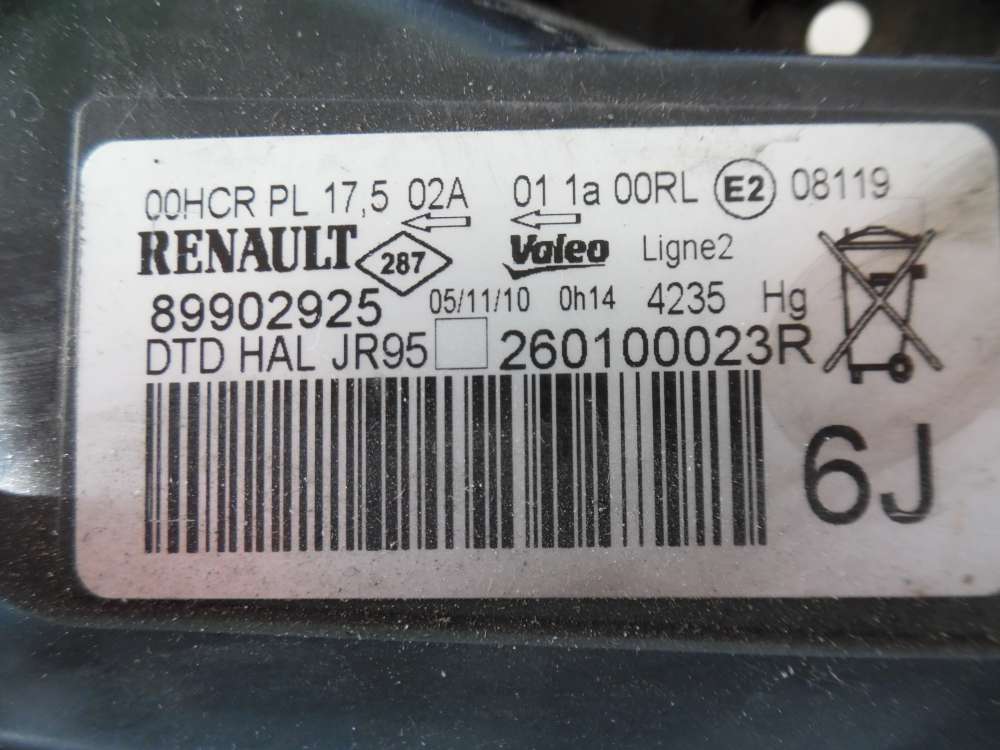 00HCR PL 17,5 02A 01 1a 00RL E2 08119
RENAULT 287 Valeo Ligne2
89902925 05/11/10 0h14 4235 Hg
DTD HAL JR95 260100023R
6J